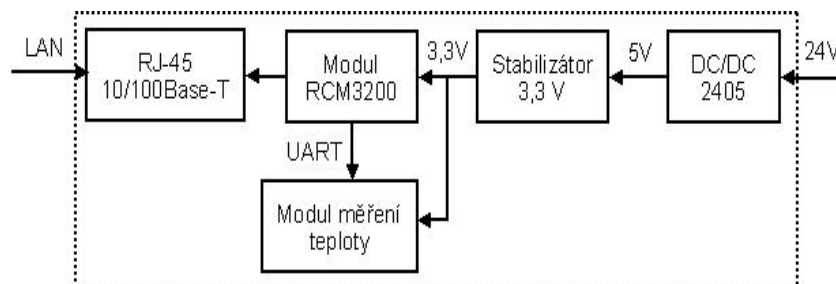 LAN
RJ-45
10/100Base-T
Modul
RCM3200
3,3V
Stabilizátor
3,3 V
5V
DC/DC
2405
24V
UART
Modul měření
teploty